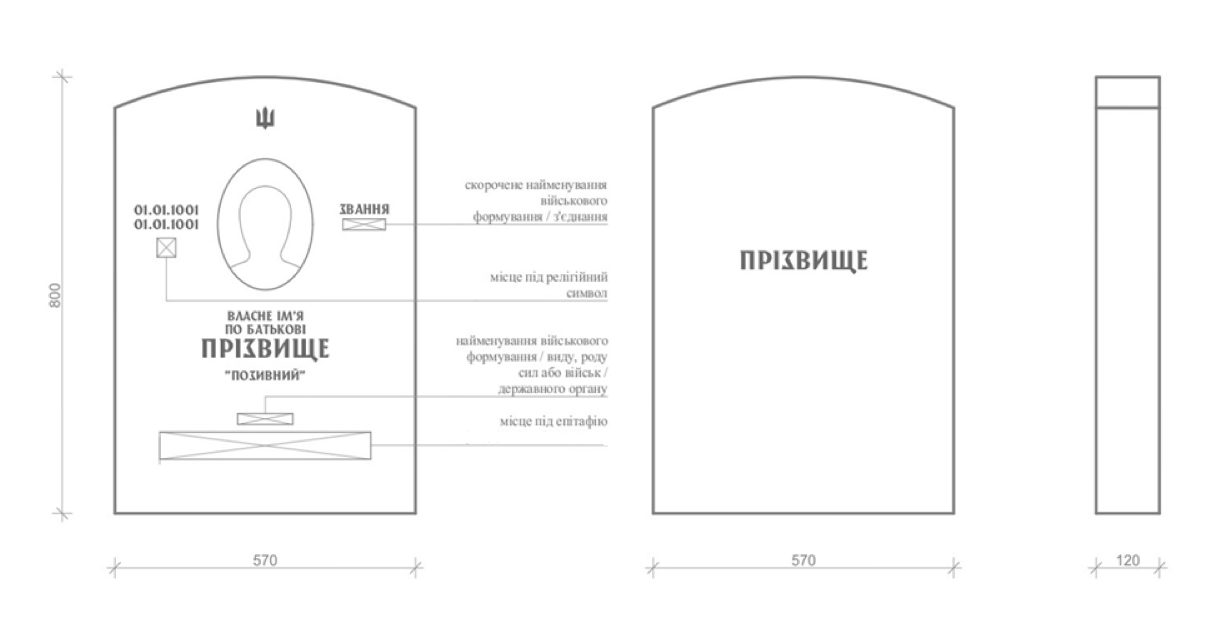 скорочене найменування
військового
формування / з'єднання
01.01.1001
01.01.1001
ЗВАННЯ
місце під релігійний
символ
ВЛАСНЕ ІМ'Я
ПО БАТЬКОВІ
ПРІЗВИЩЕ
"ПОЗИВНИЙ"
найменування військового
формування / виду, роду
сил або військ /
державного органу
місце під епітафію
800
570
ПРІЗВИЩЕ
570
120